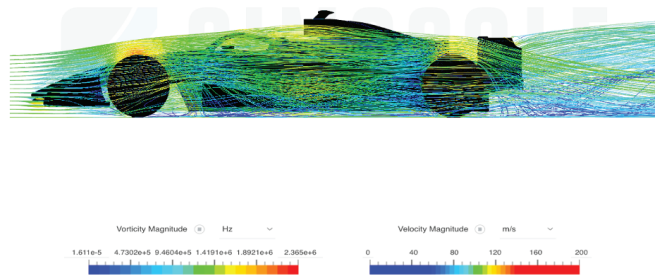 SIMSCALE
Vorticity Magnitude Hz
Velocity Magnitude m/s
1.611e-5 4.7302e+5 9.4604e+5 1.4191e+6 1.8921e+6 2.365e+6
0 40 80 120 160 200